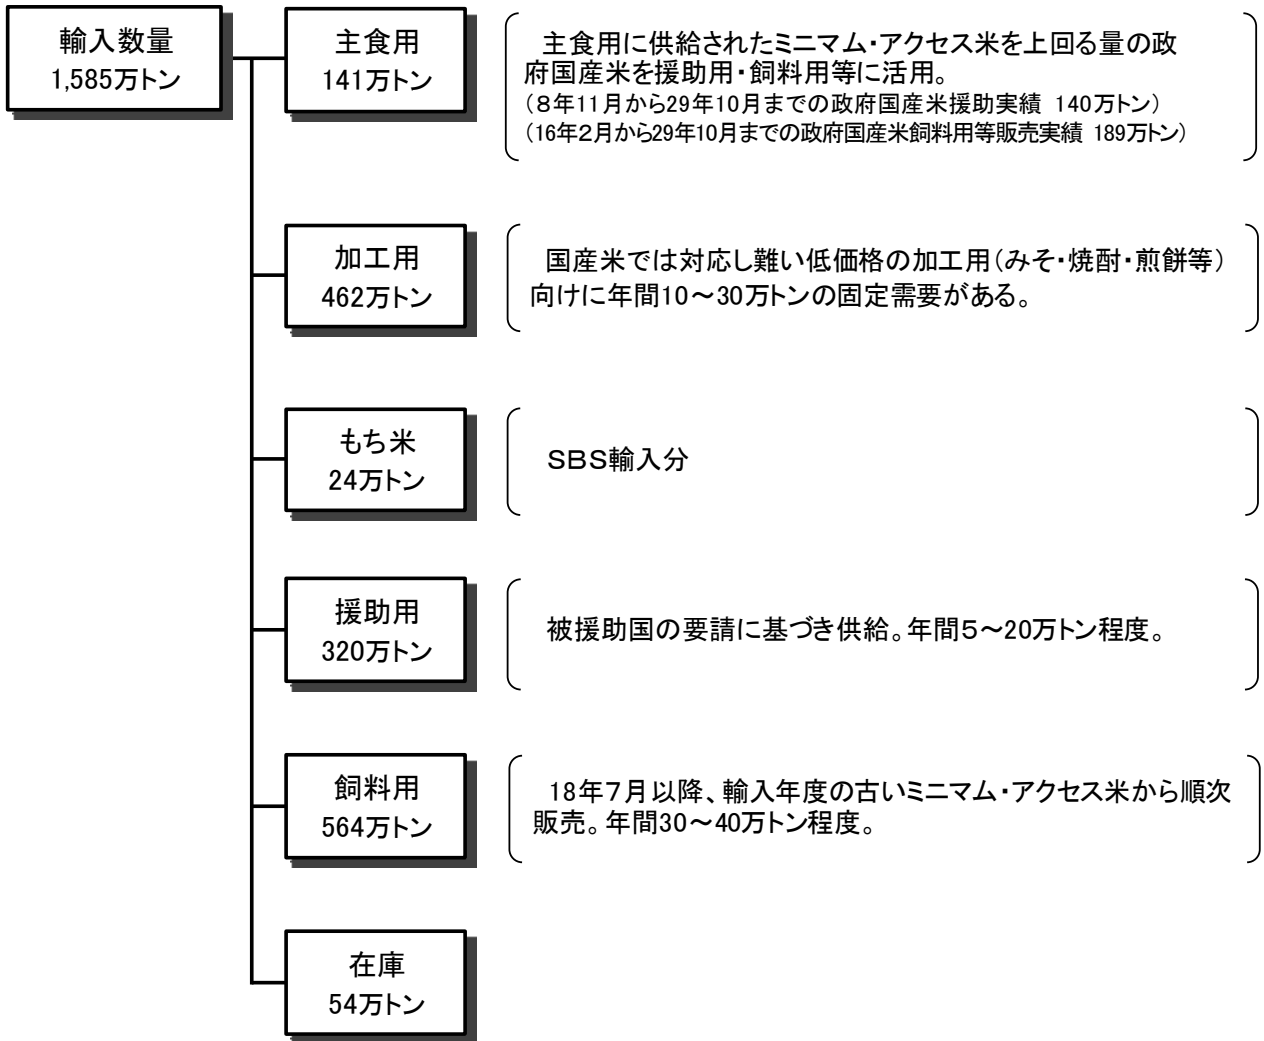 輸入数量
1,585万トン
主食用
141万トン
主食用に供給されたミニマム・アクセス米を上回る量の政
府国産米を援助用・飼料用等に活用。
（８年11月から29年10月までの政府国産米援助実績 140万トン）
（16年２月から29年10月までの政府国産米飼料用等販売実績 189万トン）
加工用
462万トン
国産米では対応し難い低価格の加工用（みそ・焼酎・煎餅等）
向けに年間10～30万トンの固定需要がある。
もち米
24万トン
ＳＢＳ輸入分
援助用
320万トン
被援助国の要請に基づき供給。年間５～20万トン程度。
飼料用
564万トン
18年７月以降、輸入年度の古いミニマム・アクセス米から順次
販売。年間30～40万トン程度。
在庫
54万トン